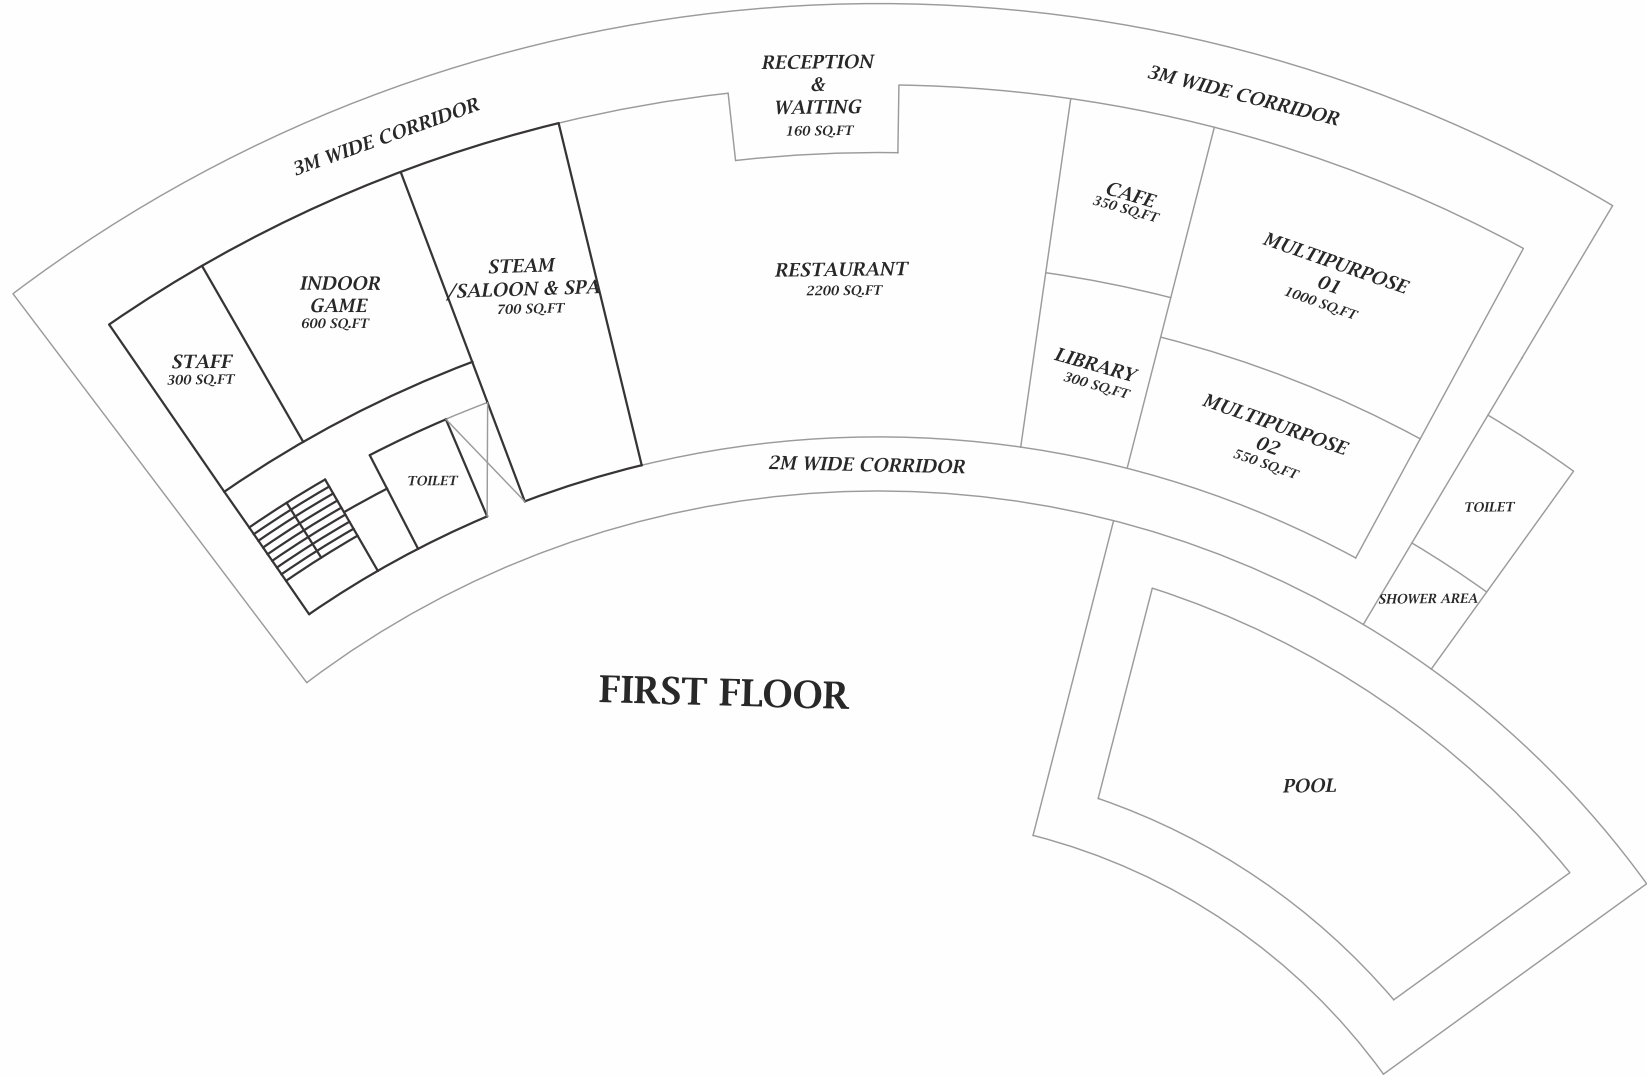 RECEPTION
&
WAITING
160 SQ.FT
3M WIDE CORRIDOR
3M WIDE CORRIDOR
STAFF
300 SQ.FT
INDOOR
GAME
600 SQ.FT
STEAM
/SALOON & SPA
700 SQ.FT
RESTAURANT
2200 SQ.FT
CAFE
350 SQ.FT
LIBRARY
300 SQ.FT
MULTIPURPOSE
01
1000 SQ.FT
MULTIPURPOSE
02
550 SQ.FT
TOILET
2M WIDE CORRIDOR
TOILET
SHOWER AREA
FIRST FLOOR
POOL